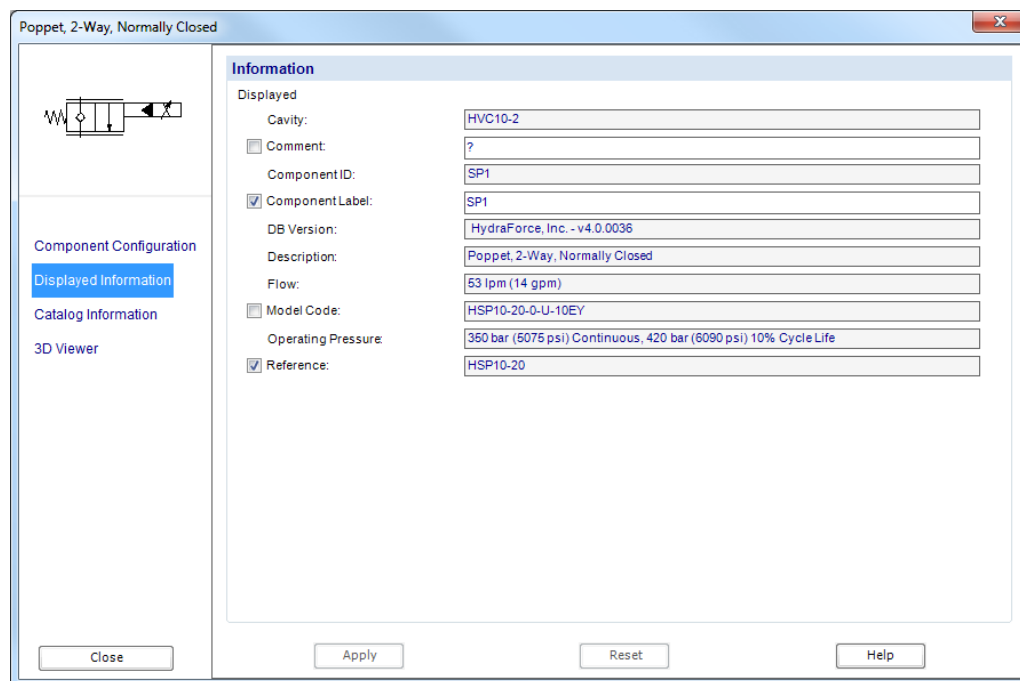 Poppet, 2-Way, Normally Closed
x
Information
Displayed
Cavity: HVC10-2
Comment: ?
Component ID: SP1
Component Label: SP1
DB Version: HydraForce, Inc. - v4.0.0036
Description: Poppet, 2-Way, Normally Closed
Flow: 53 lpm (14 gpm)
Model Code: HSP10-20-0-U-10EY
Operating Pressure: 350 bar (5075 psi) Continuous, 420 bar (6090 psi) 10% Cycle Life
Reference: HSP10-20
Component Configuration
Displayed Information
Catalog Information
3D Viewer
Close Apply Reset Help